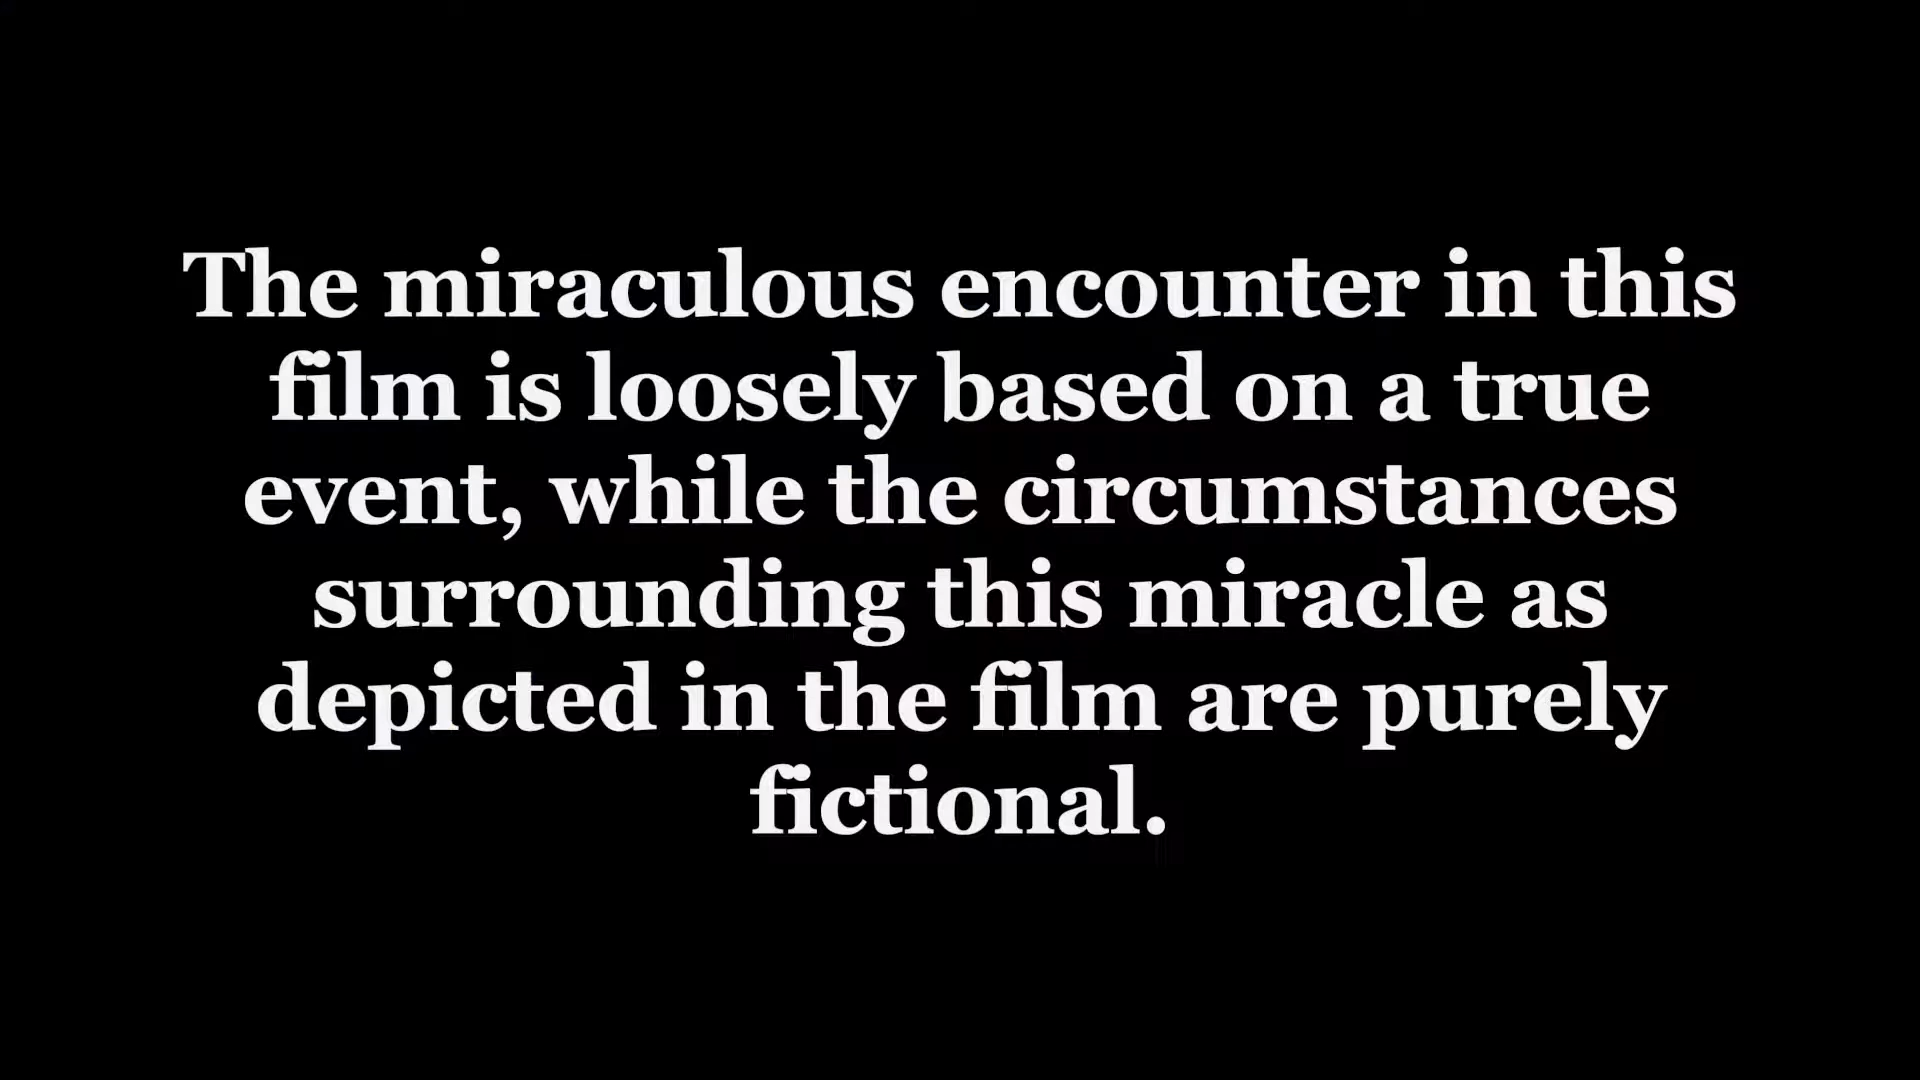 The miraculous encounter in this
film is loosely based on a true
event, while the circumstances
surrounding this miracle as
depicted in the film are purely
fictional.